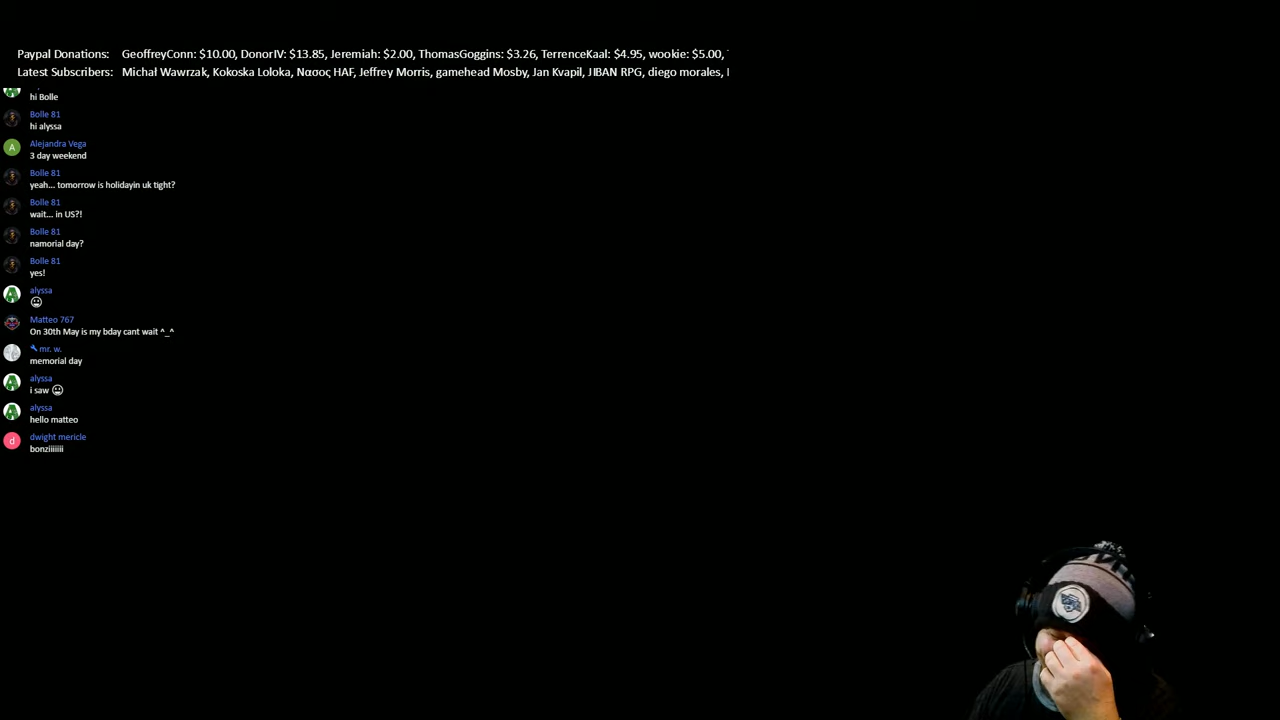 Paypal Donations: GeoffreyConn: $10.00, DonorIV: $13.85, Jeremiah: $2.00, ThomasGoggins: $3.26, TerrenceKaal: $4.95, wookie: $5.00,
Latest Subscribers: Michał Wawrzak, Kokoska Loloka, Νασος HAF, Jeffrey Morris, gamehead Mosby, Jan Kvapil, JIBAN RPG, diego morales,
hi Bolle
Bolle 81
hi alyssa
A
Alejandra Vega
3 day weekend
Bolle 81
yeah... tomorrow is holidayin uk tight?
Bolle 81
wait... in US?!
Bolle 81
namorial day?
Bolle 81
yes!
alyssa
Matteo 767
On 30th May is my bday cant wait ^_^
mr. w.
memorial day
alyssa
i saw
alyssa
hello matteo
d
dwight mericle
bonziiiiiii